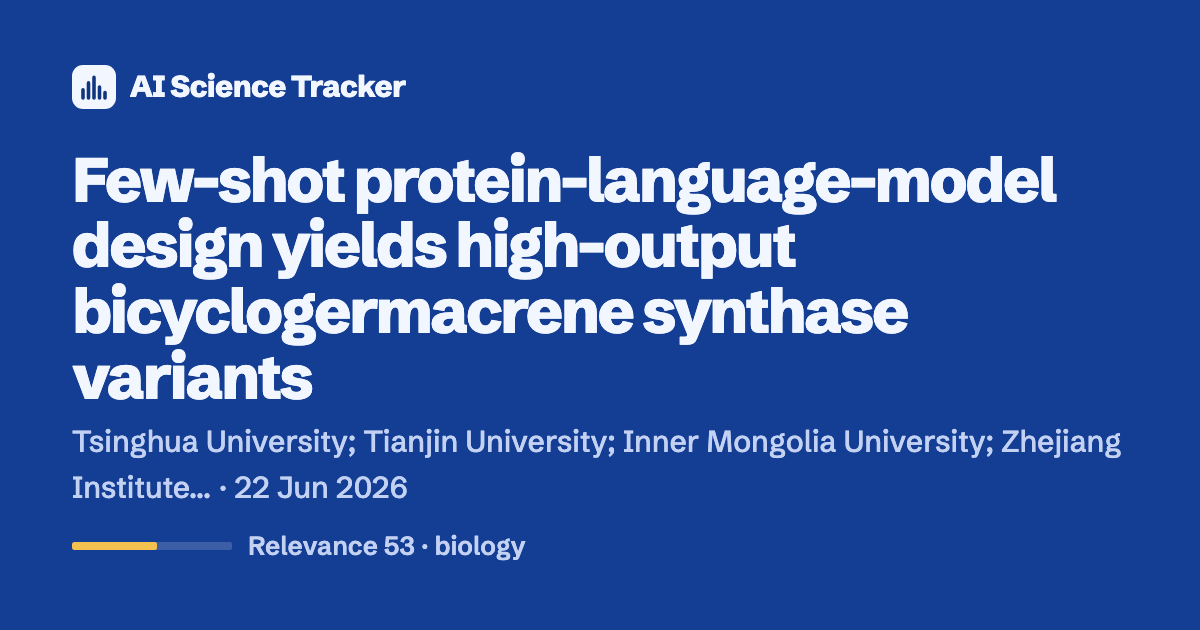 AI Science Tracker
Few-shot protein-language-model
design yields high-output
bicyclogermacrene synthase
variants
Tsinghua University; Tianjin University; Inner Mongolia University; Zhejiang
Institute... · 22 Jun 2026
Relevance 53 · biology